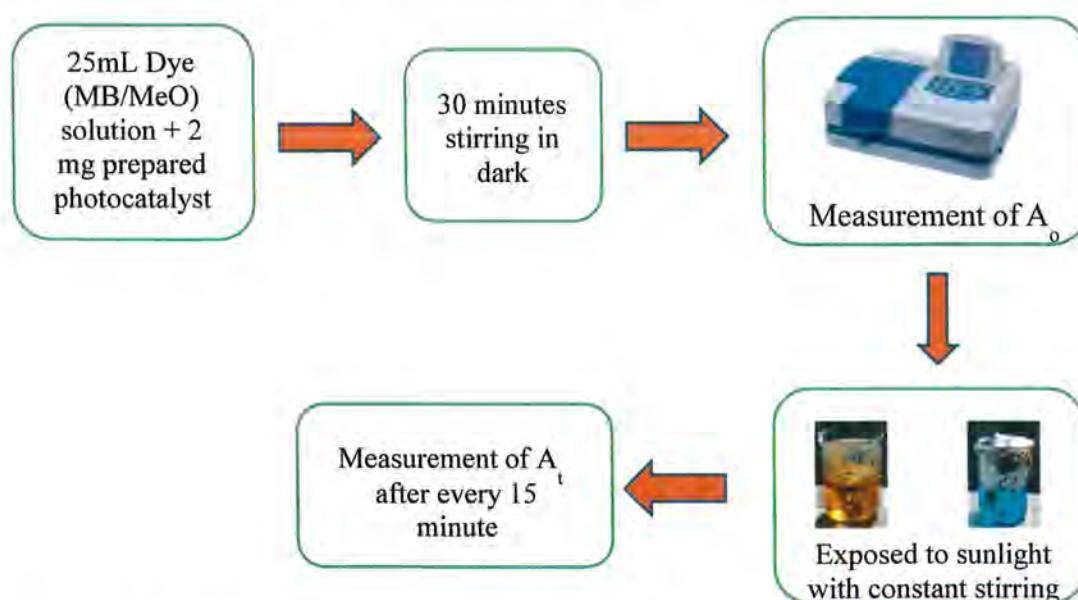 25mL Dye
(MB/MeO)
solution + 2
mg prepared
photocatalyst
30 minutes
stirring in
dark
Measurement of Aₒ
Exposed to sunlight
with constant stirring
Measurement of Aₜ
after every 15
minute